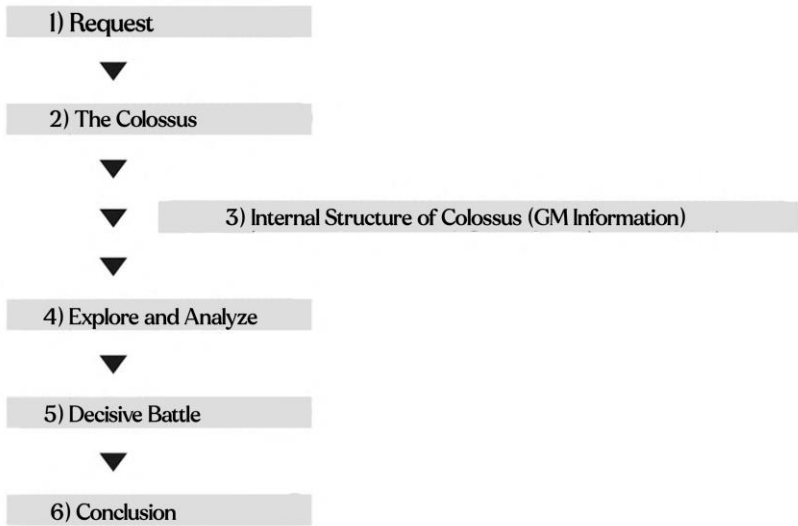 1) Request
2) The Colossus
3) Internal Structure of Colossus (GM Information)
4) Explore and Analyze
5) Decisive Battle
6) Conclusion